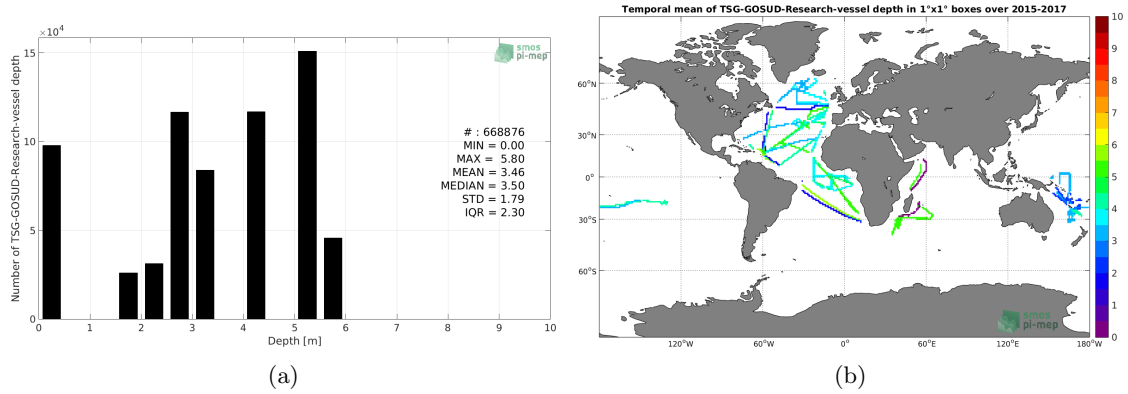 ×10⁴
15
10
5
0
Number of TSG-GOSUD-Research-vessel depth
smos
pi-mep
# : 668876
MIN = 0.00
MAX = 5.80
MEAN = 3.46
MEDIAN = 3.50
STD = 1.79
IQR = 2.30
0 1 2 3 4 5 6 7 8 9 10
Depth [m]
(a)
Temporal mean of TSG-GOSUD-Research-vessel depth in 1°x1° boxes over 2015-2017
60°N
30°N
0°
30°S
60°S
120°W 60°W 0° 60°E 120°E 180°W
smos
pi-mep
10
9
8
7
6
5
4
3
2
1
0
(b)